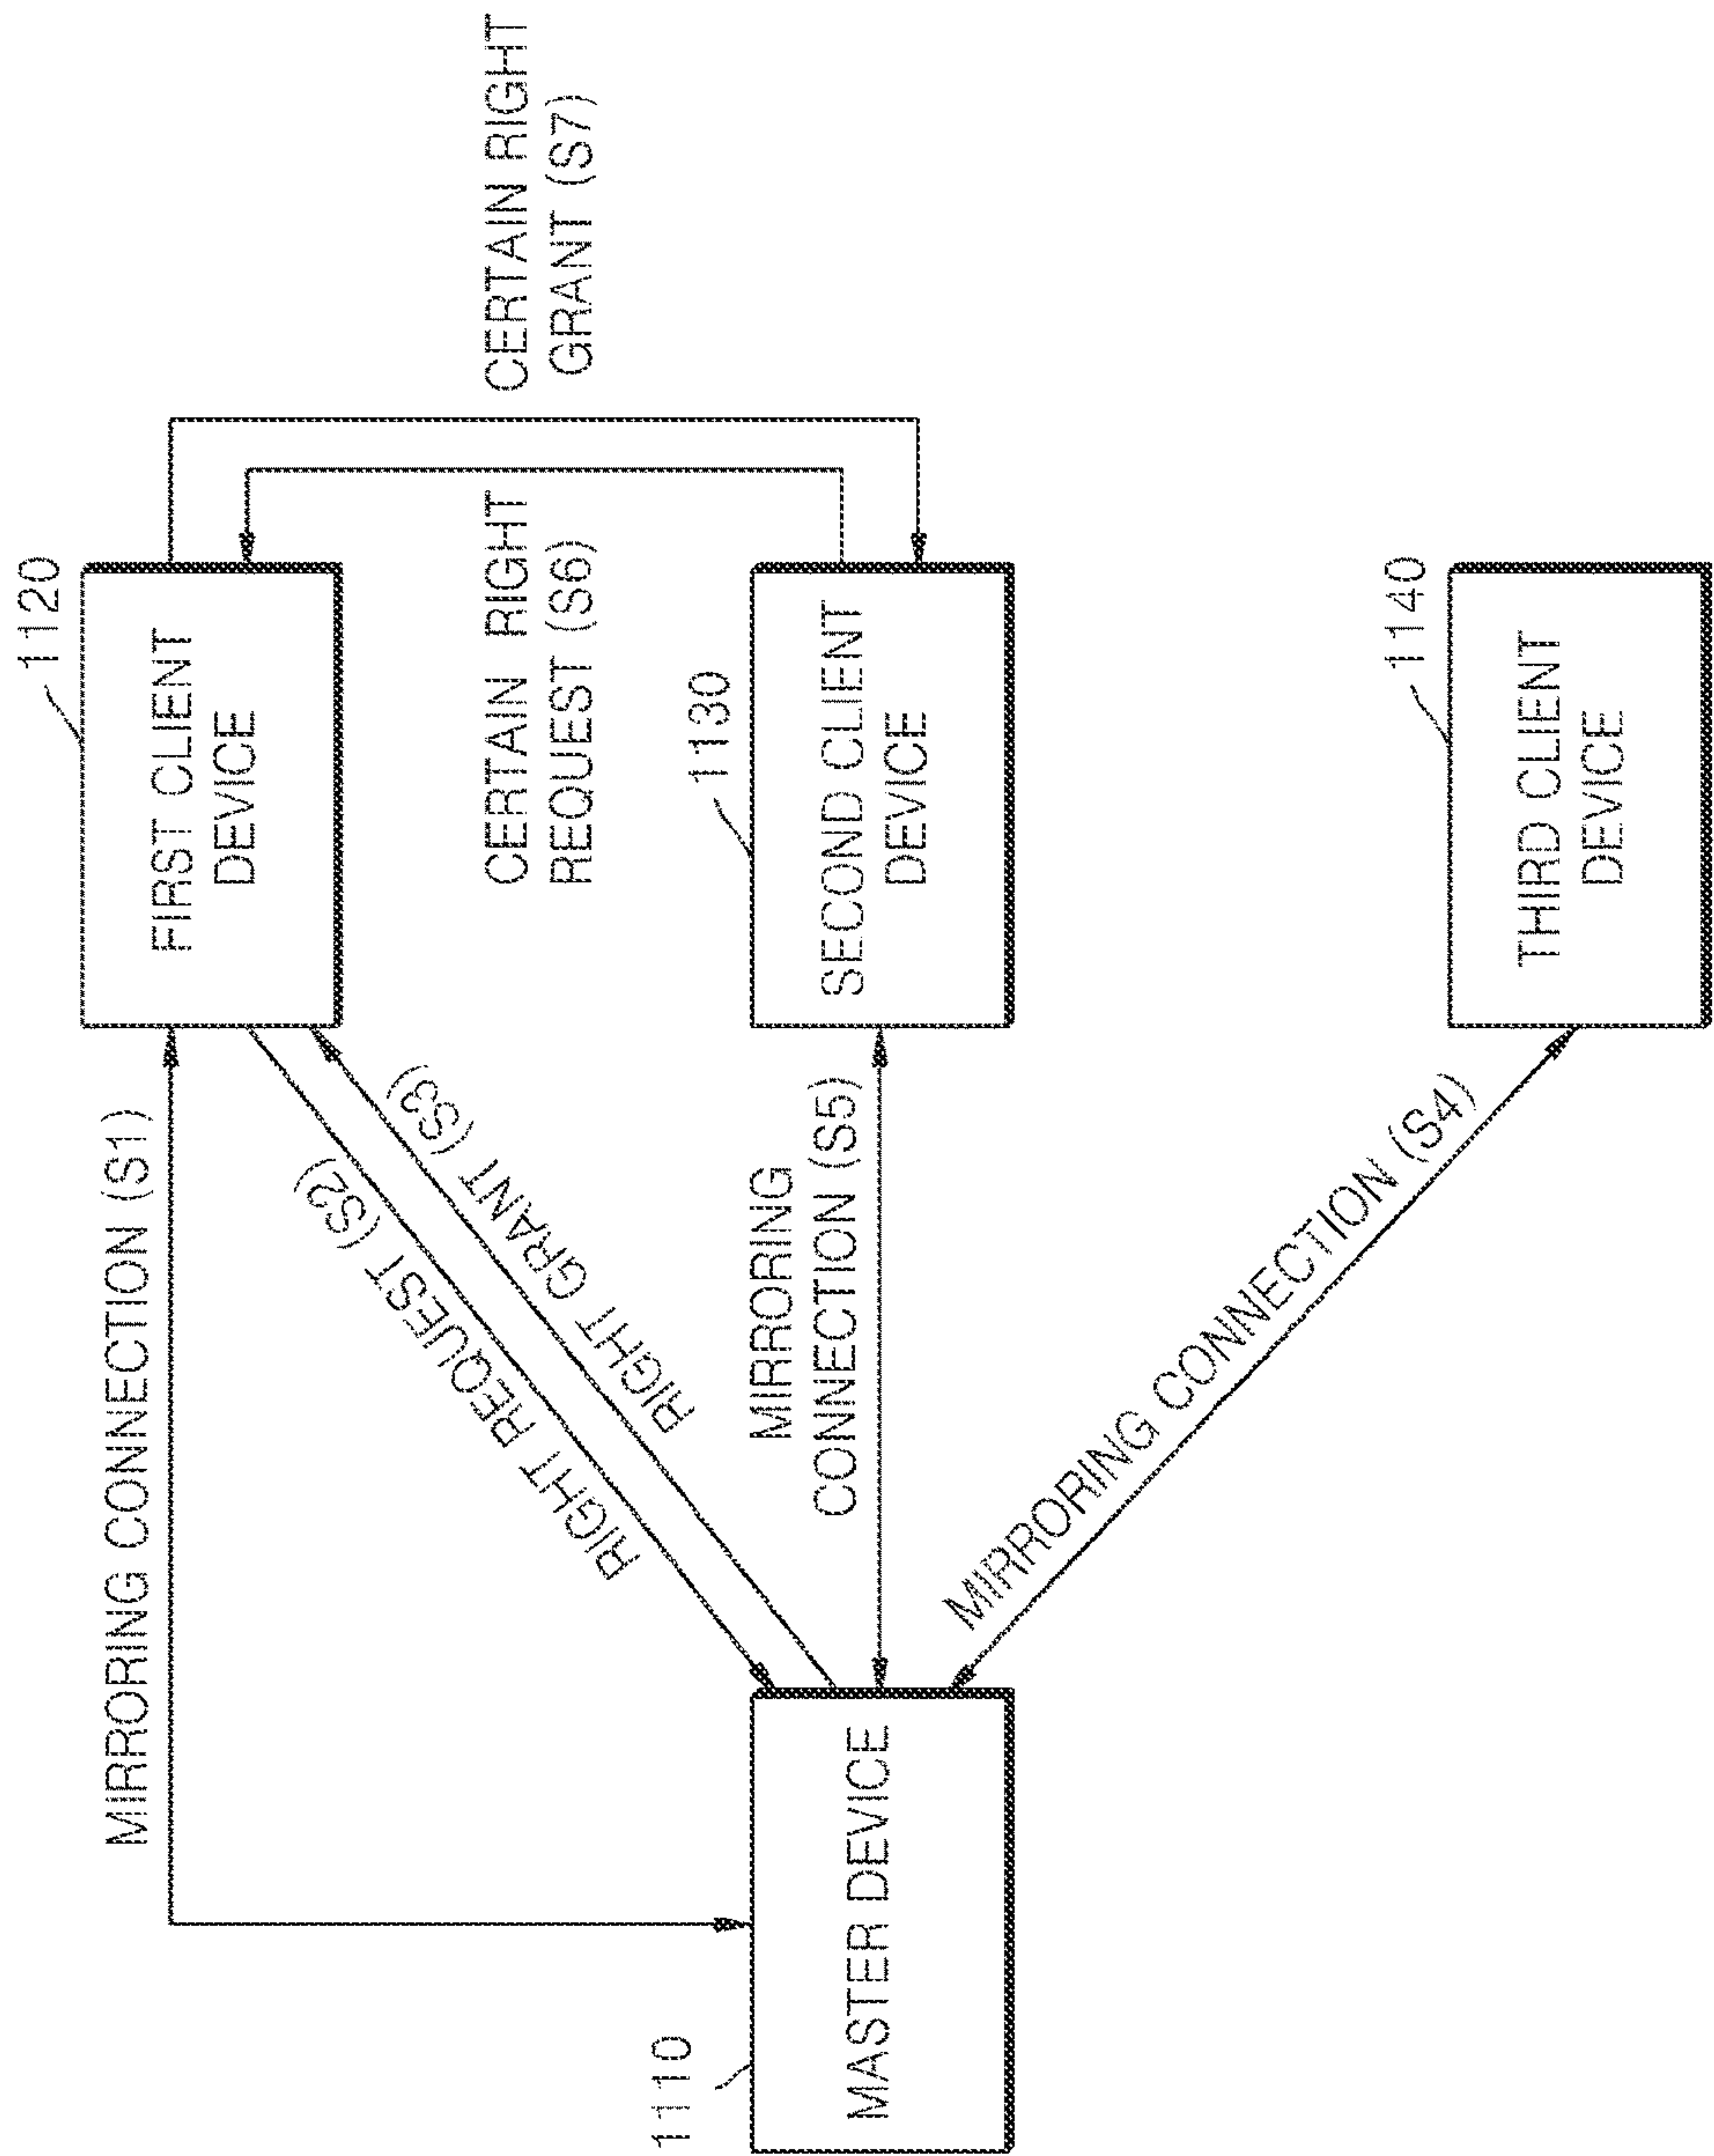 1110
MASTER DEVICE
MIRRORING CONNECTION (S1)
RIGHT REQUEST (S2)
RIGHT GRANT (S3)
MIRRORING
CONNECTION (S5)
MIRRORING CONNECTION (S4)
1120
FIRST CLIENT
DEVICE
CERTAIN RIGHT
REQUEST (S6)
CERTAIN RIGHT
GRANT (S7)
1130
SECOND CLIENT
DEVICE
1140
THIRD CLIENT
DEVICE